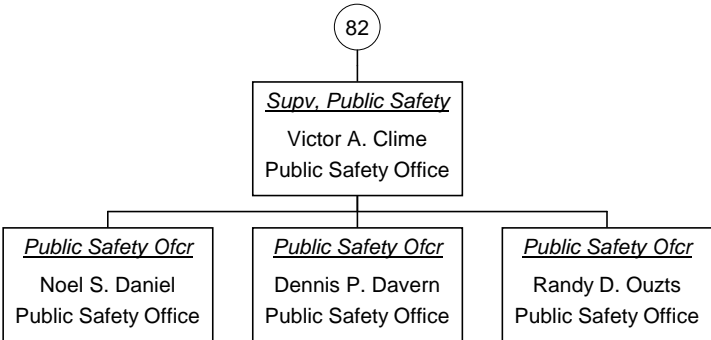 82
Supv, Public Safety
Victor A. Clime
Public Safety Office
Public Safety Ofcr
Noel S. Daniel
Public Safety Office
Public Safety Ofcr
Dennis P. Davern
Public Safety Office
Public Safety Ofcr
Randy D. Ouzts
Public Safety Office